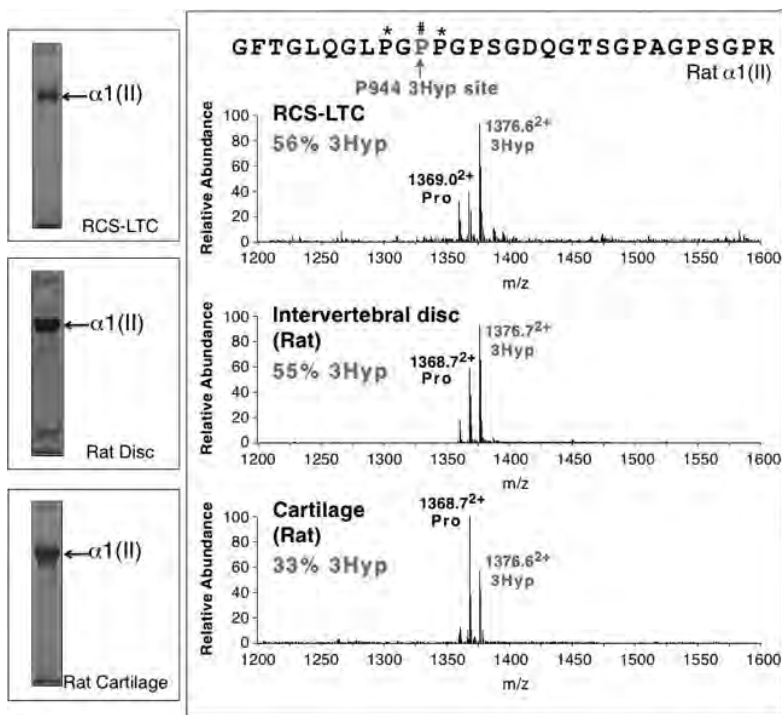 α1(II)
RCS-LTC
α1(II)
Rat Disc
α1(II)
Rat Cartilage
* # *
GFTGLQGLPGPPGPSGDQGTSGPAGPSGPR
P944 3Hyp site
Rat α1(II)
RCS-LTC
56% 3Hyp
1376.6²⁺
3Hyp
1369.0²⁺
Pro
Relative Abundance
100
80
60
40
20
0
1200 1250 1300 1350 1400 1450 1500 1550 1600
m/z
Intervertebral disc
(Rat)
55% 3Hyp
1376.7²⁺
3Hyp
1368.7²⁺
Pro
Relative Abundance
100
80
60
40
20
0
1200 1250 1300 1350 1400 1450 1500 1550 1600
m/z
Cartilage
(Rat)
33% 3Hyp
1368.7²⁺
Pro
1376.6²⁺
3Hyp
Relative Abundance
100
80
60
40
20
0
1200 1250 1300 1350 1400 1450 1500 1550 1600
m/z